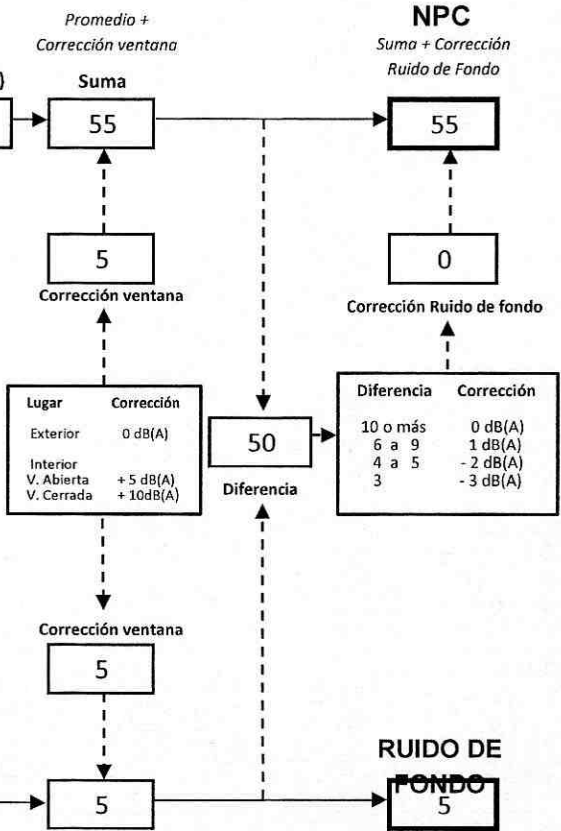 Promedio +
Corrección ventana
NPC
Suma + Corrección
Ruido de Fondo
)
Suma
55
55
5
0
Corrección ventana
Corrección Ruido de fondo
Lugar Corrección
Exterior 0 dB(A)
Interior
V. Abierta + 5 dB(A)
V. Cerrada + 10dB(A)
50
Diferencia
Diferencia Corrección
10 o más 0 dB(A)
6 a 9 1 dB(A)
4 a 5 - 2 dB(A)
3 - 3 dB(A)
Corrección ventana
5
RUIDO DE
FONDO
5
5